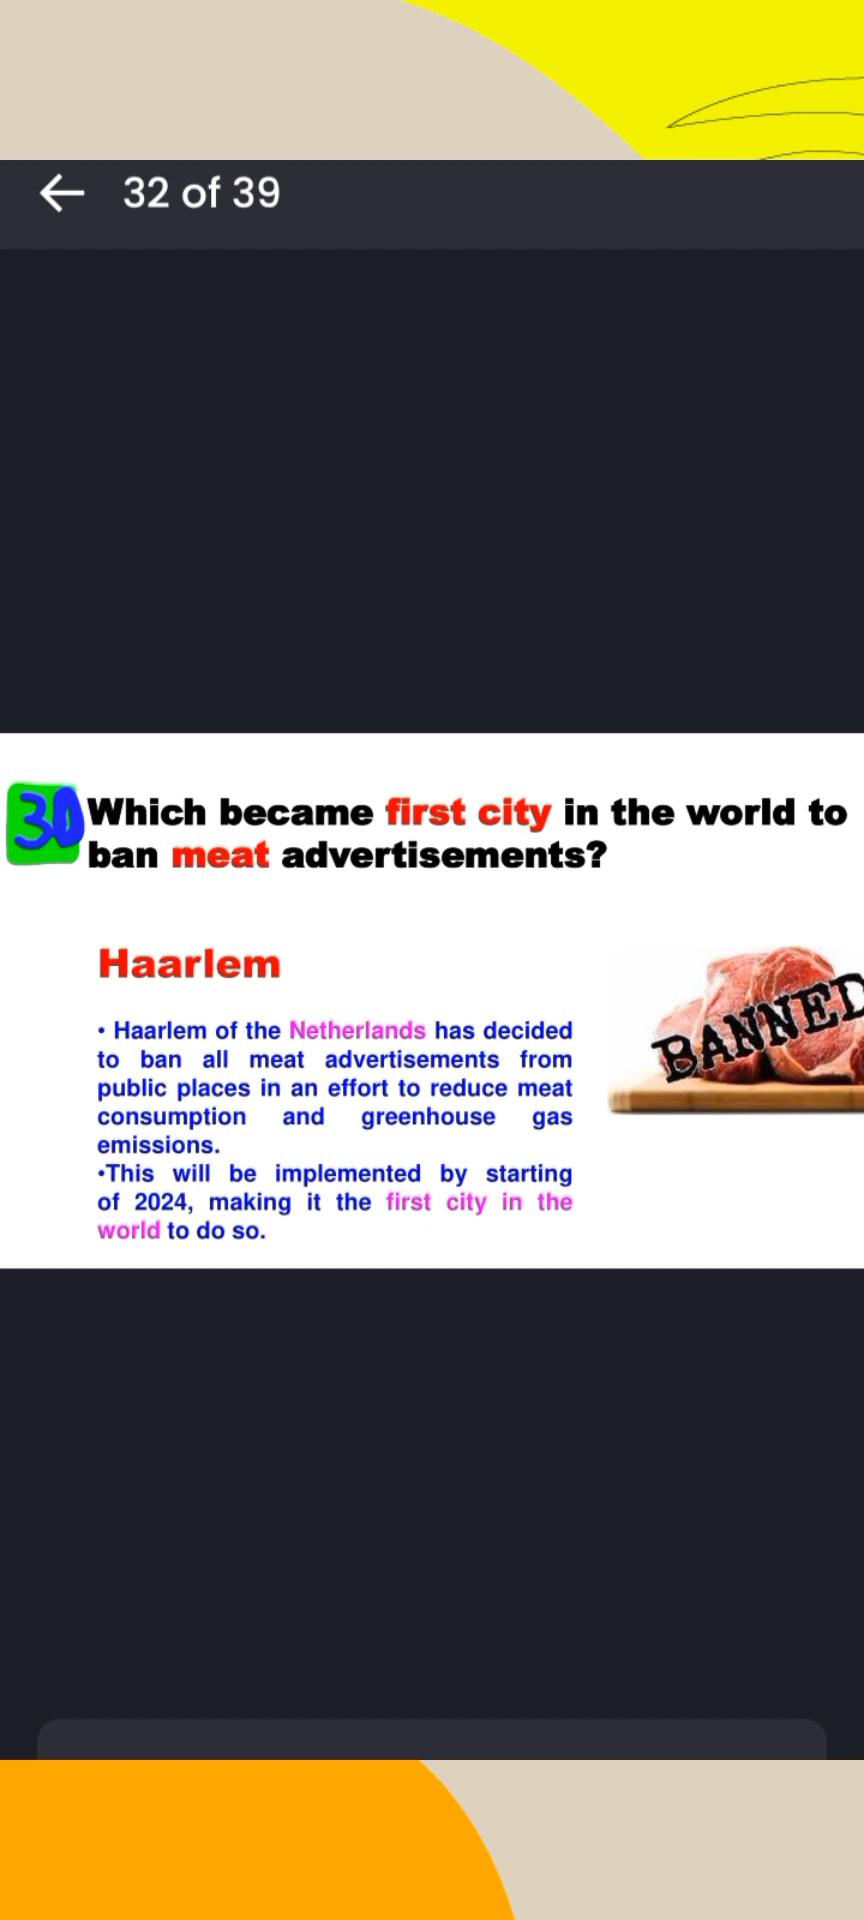 32 of 39
30 Which became first city in the world to
ban meat advertisements?
Haarlem
• Haarlem of the Netherlands has decided
to ban all meat advertisements from
public places in an effort to reduce meat
consumption and greenhouse gas
emissions.
•This will be implemented by starting
of 2024, making it the first city in the
world to do so.
BANNED